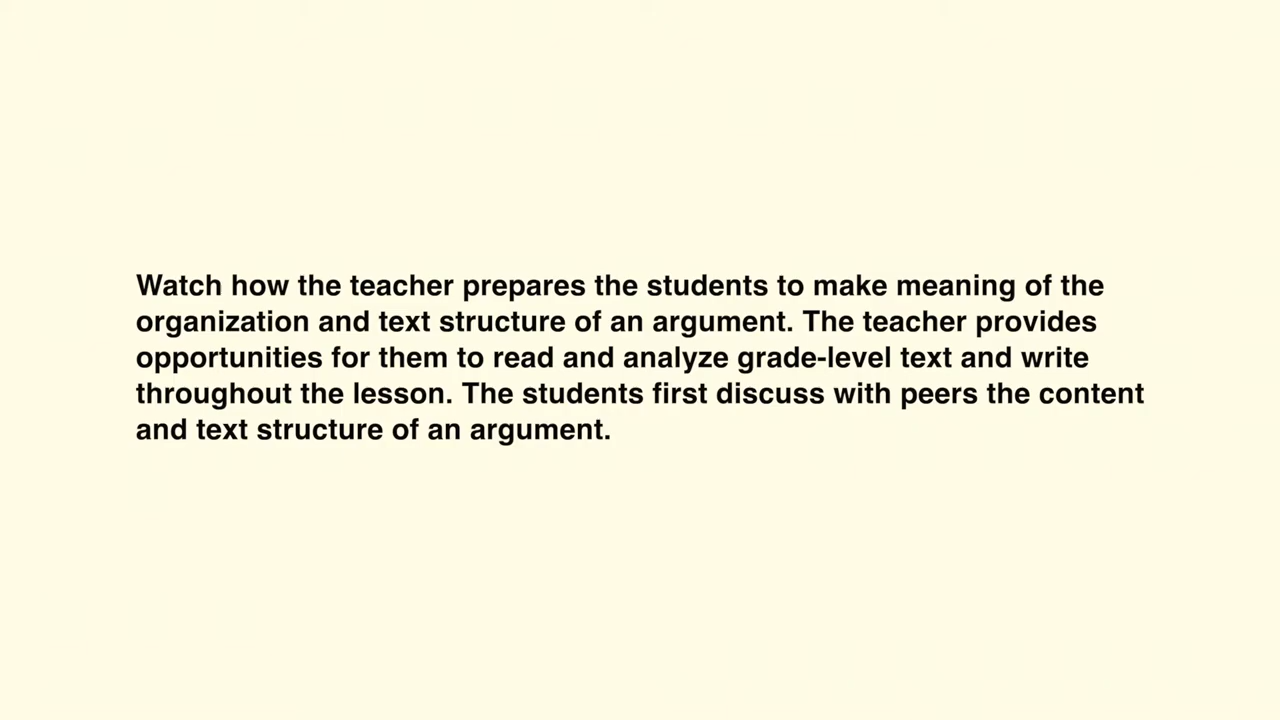 Watch how the teacher prepares the students to make meaning of the
organization and text structure of an argument. The teacher provides
opportunities for them to read and analyze grade-level text and write
throughout the lesson. The students first discuss with peers the content
and text structure of an argument.